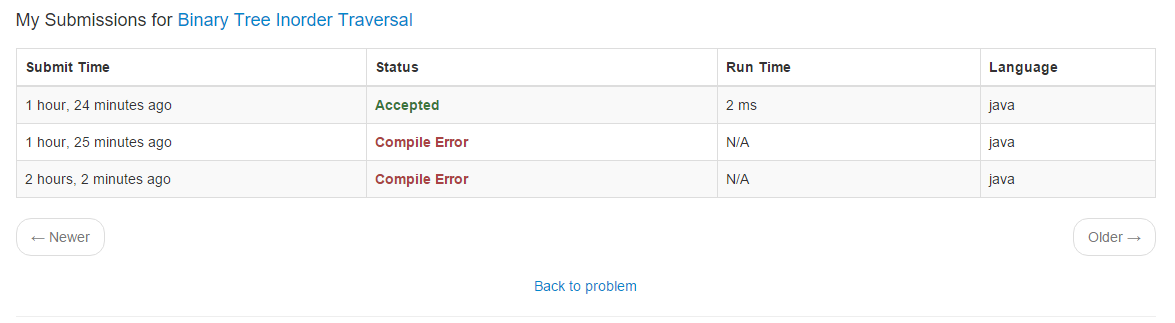 My Submissions for Binary Tree Inorder Traversal
Submit Time Status Run Time Language
1 hour, 24 minutes ago Accepted 2 ms java
1 hour, 25 minutes ago Compile Error N/A java
2 hours, 2 minutes ago Compile Error N/A java
← Newer Older →
Back to problem